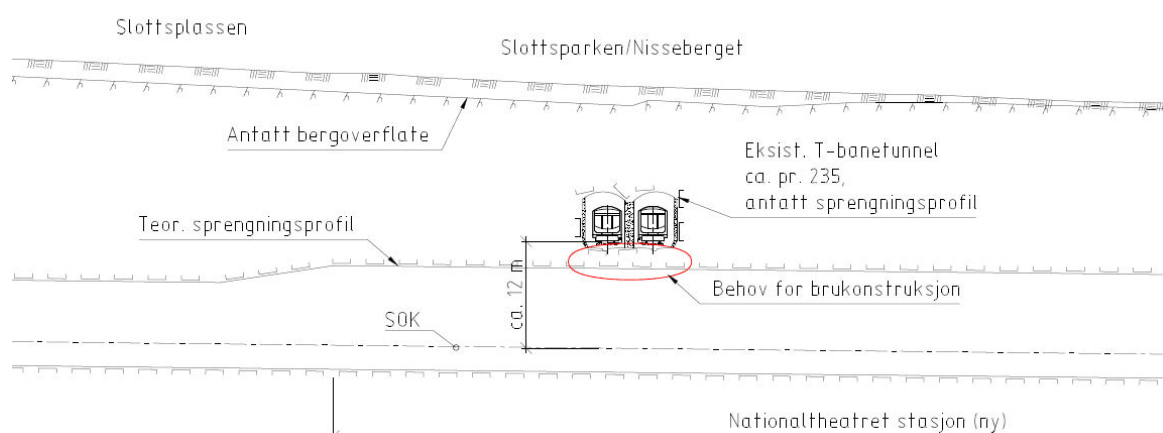 Slottsplassen
Slottsparken/Nisseberget
Antatt bergoverflate
Eksist. T-banetunnel
ca. pr. 235,
antatt sprengningsprofil
Teor. sprengningsprofil
ca. 12 m
Behov for brukonstruksjon
SOK
Nationaltheatret stasjon (ny)